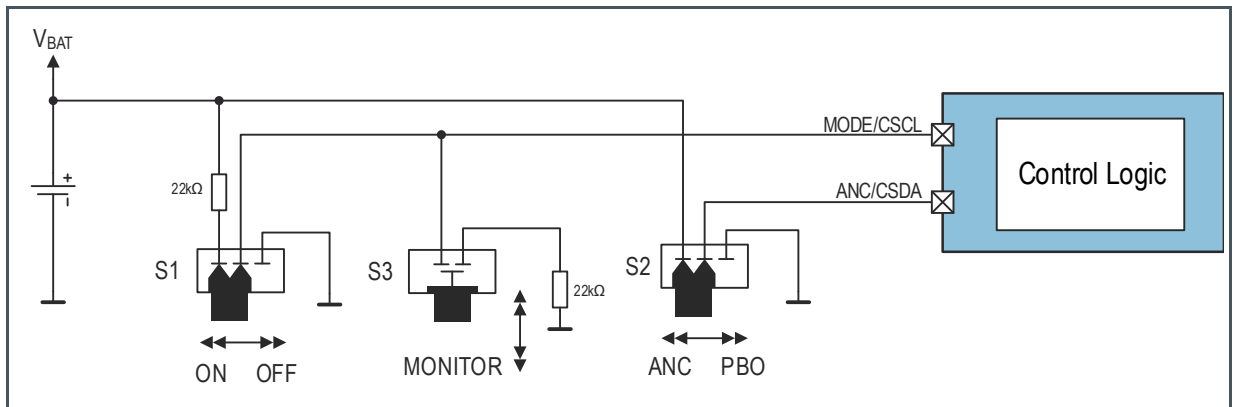 VBAT
MODE/CSCL
ANC/CSDA
Control Logic
+
22kΩ
S1
S3
22kΩ
S2
ON OFF
MONITOR
ANC PBO